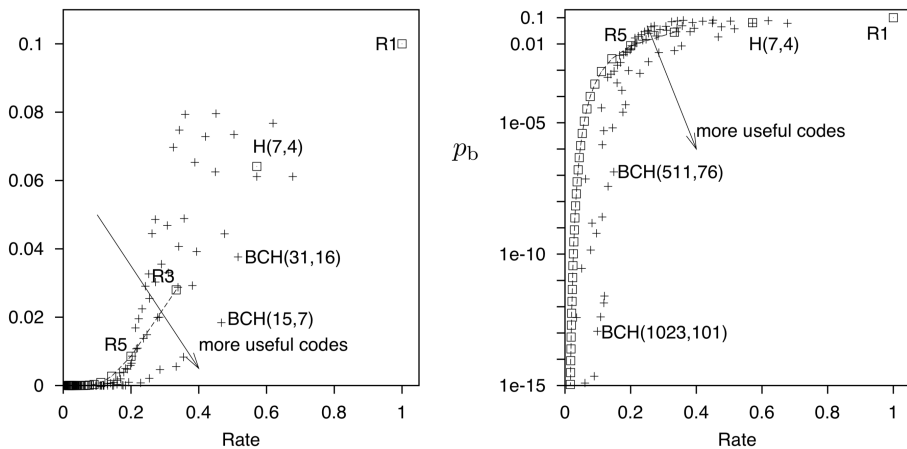 0.1
R1
0.08
H(7,4)
0.06
0.04
BCH(31,16)
R3
0.02
BCH(15,7)
R5
more useful codes
0
0 0.2 0.4 0.6 0.8 1
Rate
p_b
0.1
R5
R1
0.01
H(7,4)
1e-05
more useful codes
BCH(511,76)
1e-10
BCH(1023,101)
1e-15
0 0.2 0.4 0.6 0.8 1
Rate